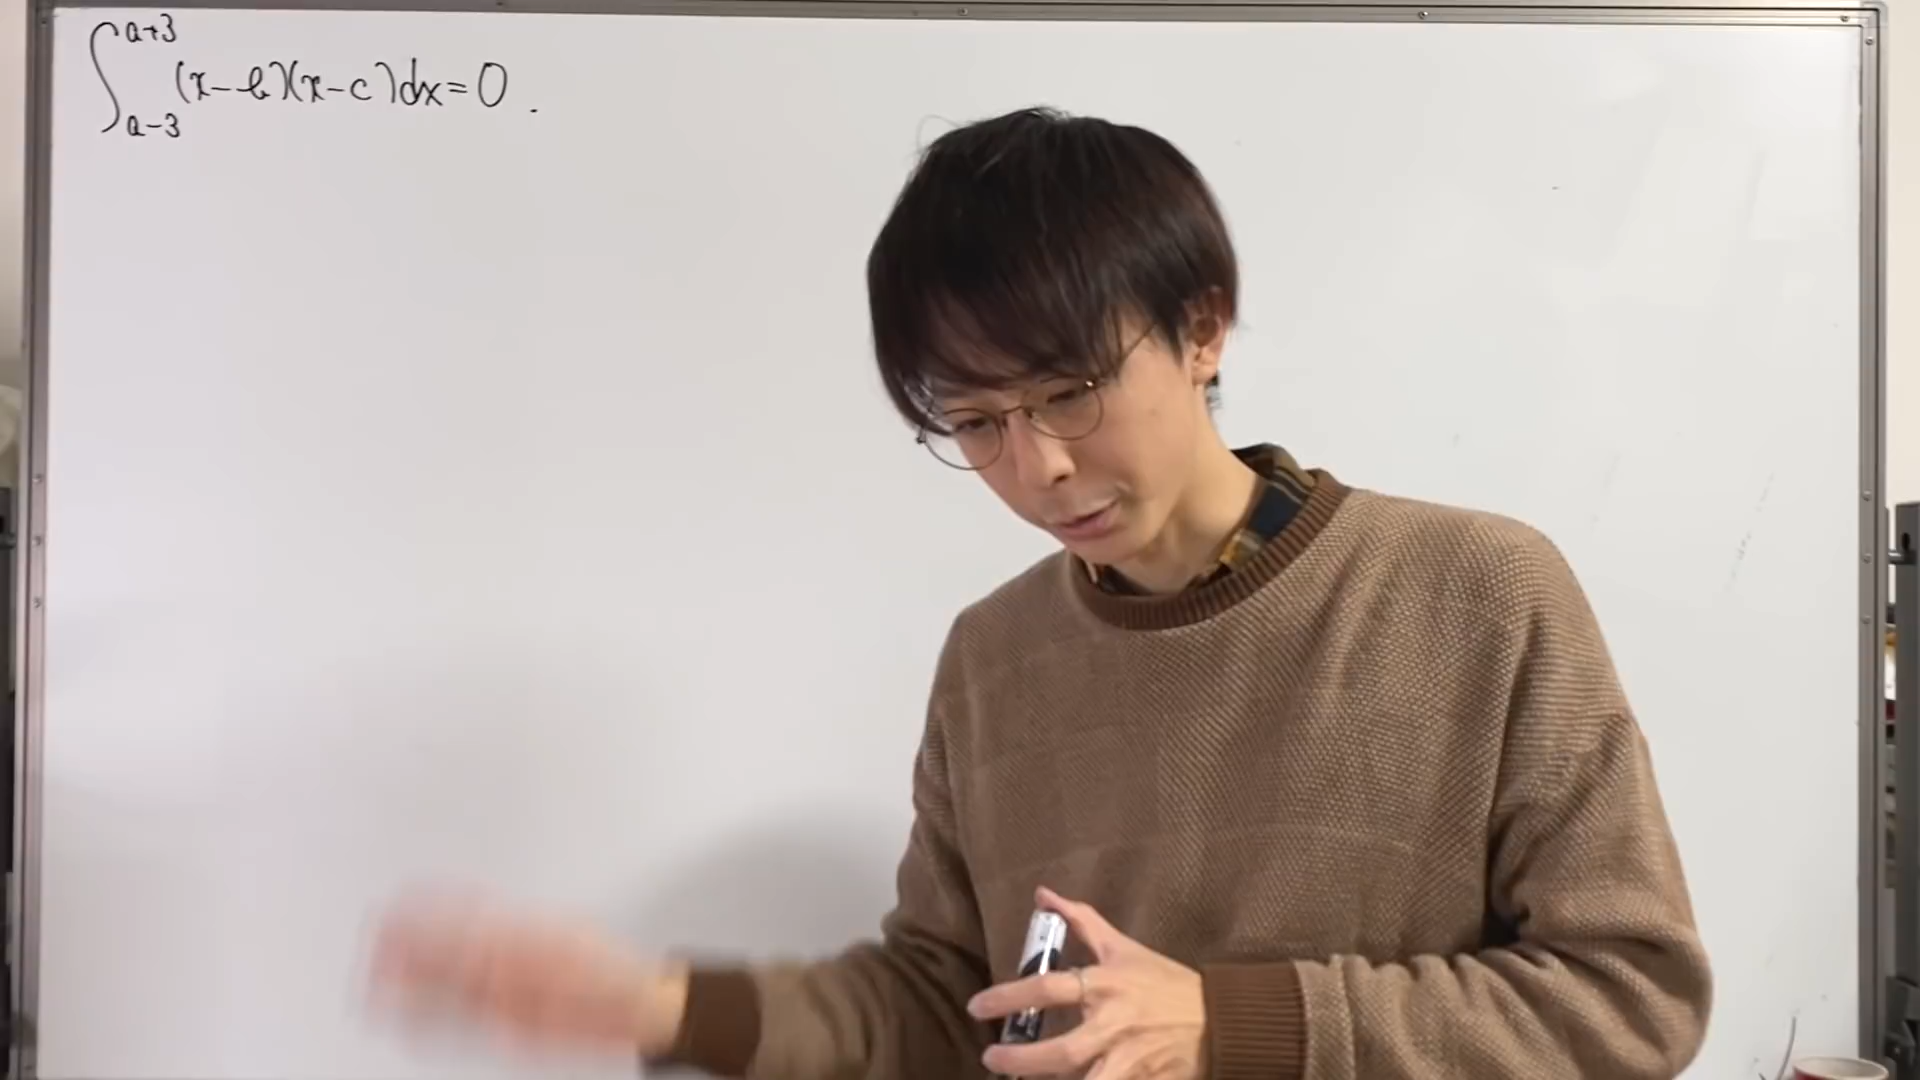 ∫_{a-3}^{a+3} (x-b)(x-c)dx=0.